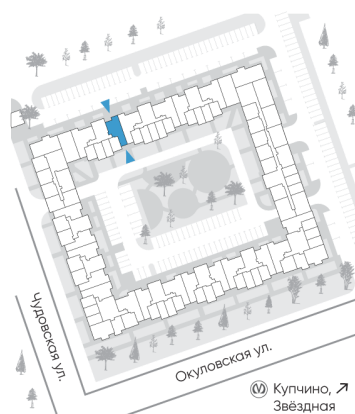 Чудовская ул.
Окуловская ул.
Купчино, ↗
Звёздная